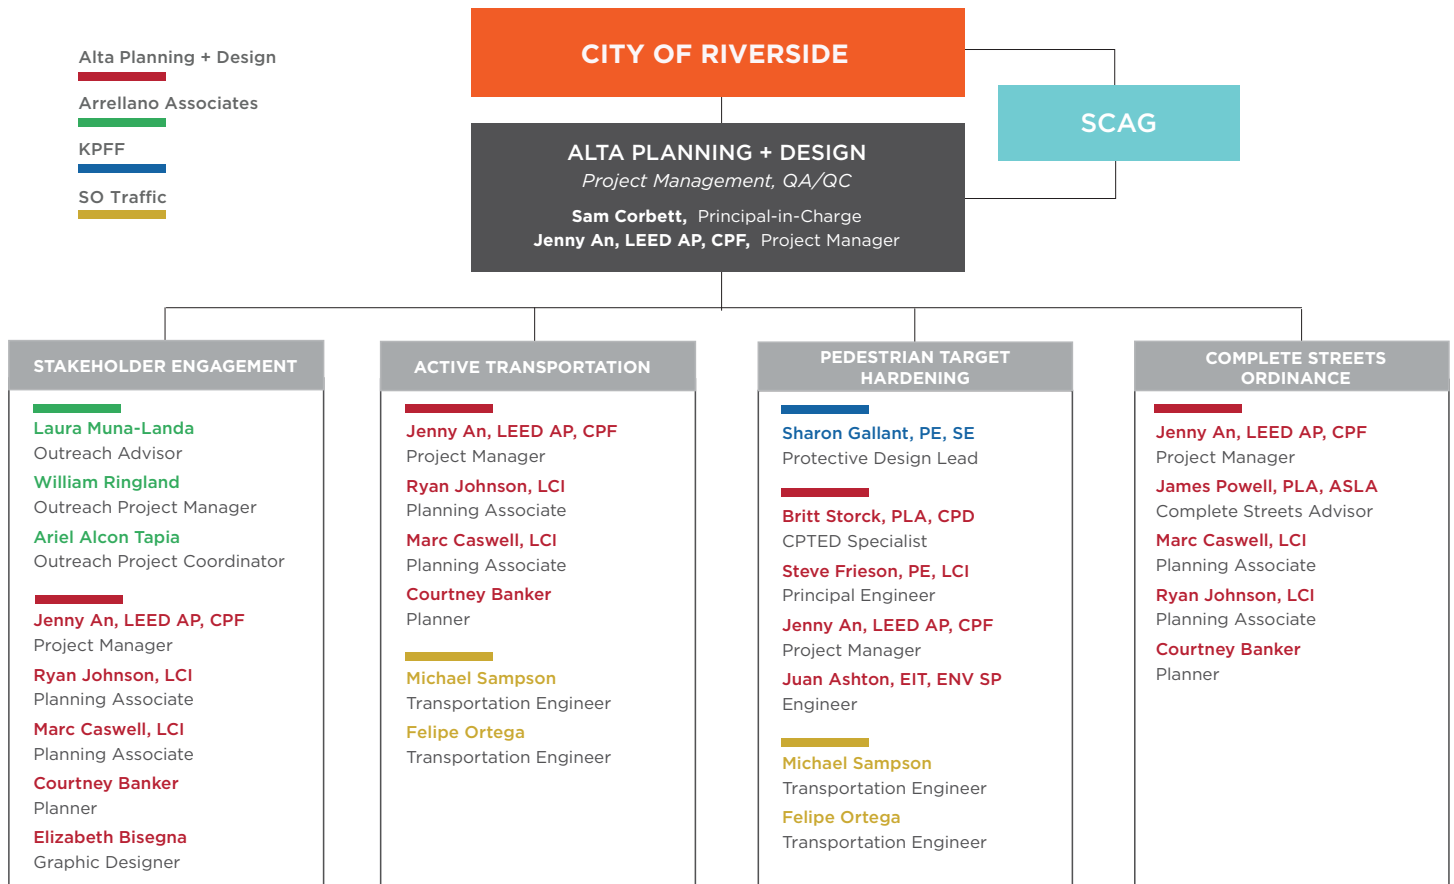 Alta Planning + Design
Arrellano Associates
KPFF
SO Traffic
CITY OF RIVERSIDE
SCAG
ALTA PLANNING + DESIGN
Project Management, QA/QC
Sam Corbett, Principal-in-Charge
Jenny An, LEED AP, CPF, Project Manager
STAKEHOLDER ENGAGEMENT
Laura Muna-Landa
Outreach Advisor
William Ringland
Outreach Project Manager
Ariel Alcon Tapia
Outreach Project Coordinator
Jenny An, LEED AP, CPF
Project Manager
Ryan Johnson, LCI
Planning Associate
Marc Caswell, LCI
Planning Associate
Courtney Banker
Planner
Elizabeth Bisegna
Graphic Designer
ACTIVE TRANSPORTATION
Jenny An, LEED AP, CPF
Project Manager
Ryan Johnson, LCI
Planning Associate
Marc Caswell, LCI
Planning Associate
Courtney Banker
Planner
Michael Sampson
Transportation Engineer
Felipe Ortega
Transportation Engineer
PEDESTRIAN TARGET
HARDENING
Sharon Gallant, PE, SE
Protective Design Lead
Britt Storck, PLA, CPD
CPTED Specialist
Steve Frieson, PE, LCI
Principal Engineer
Jenny An, LEED AP, CPF
Project Manager
Juan Ashton, EIT, ENV SP
Engineer
Michael Sampson
Transportation Engineer
Felipe Ortega
Transportation Engineer
COMPLETE STREETS
ORDINANCE
Jenny An, LEED AP, CPF
Project Manager
James Powell, PLA, ASLA
Complete Streets Advisor
Marc Caswell, LCI
Planning Associate
Ryan Johnson, LCI
Planning Associate
Courtney Banker
Planner